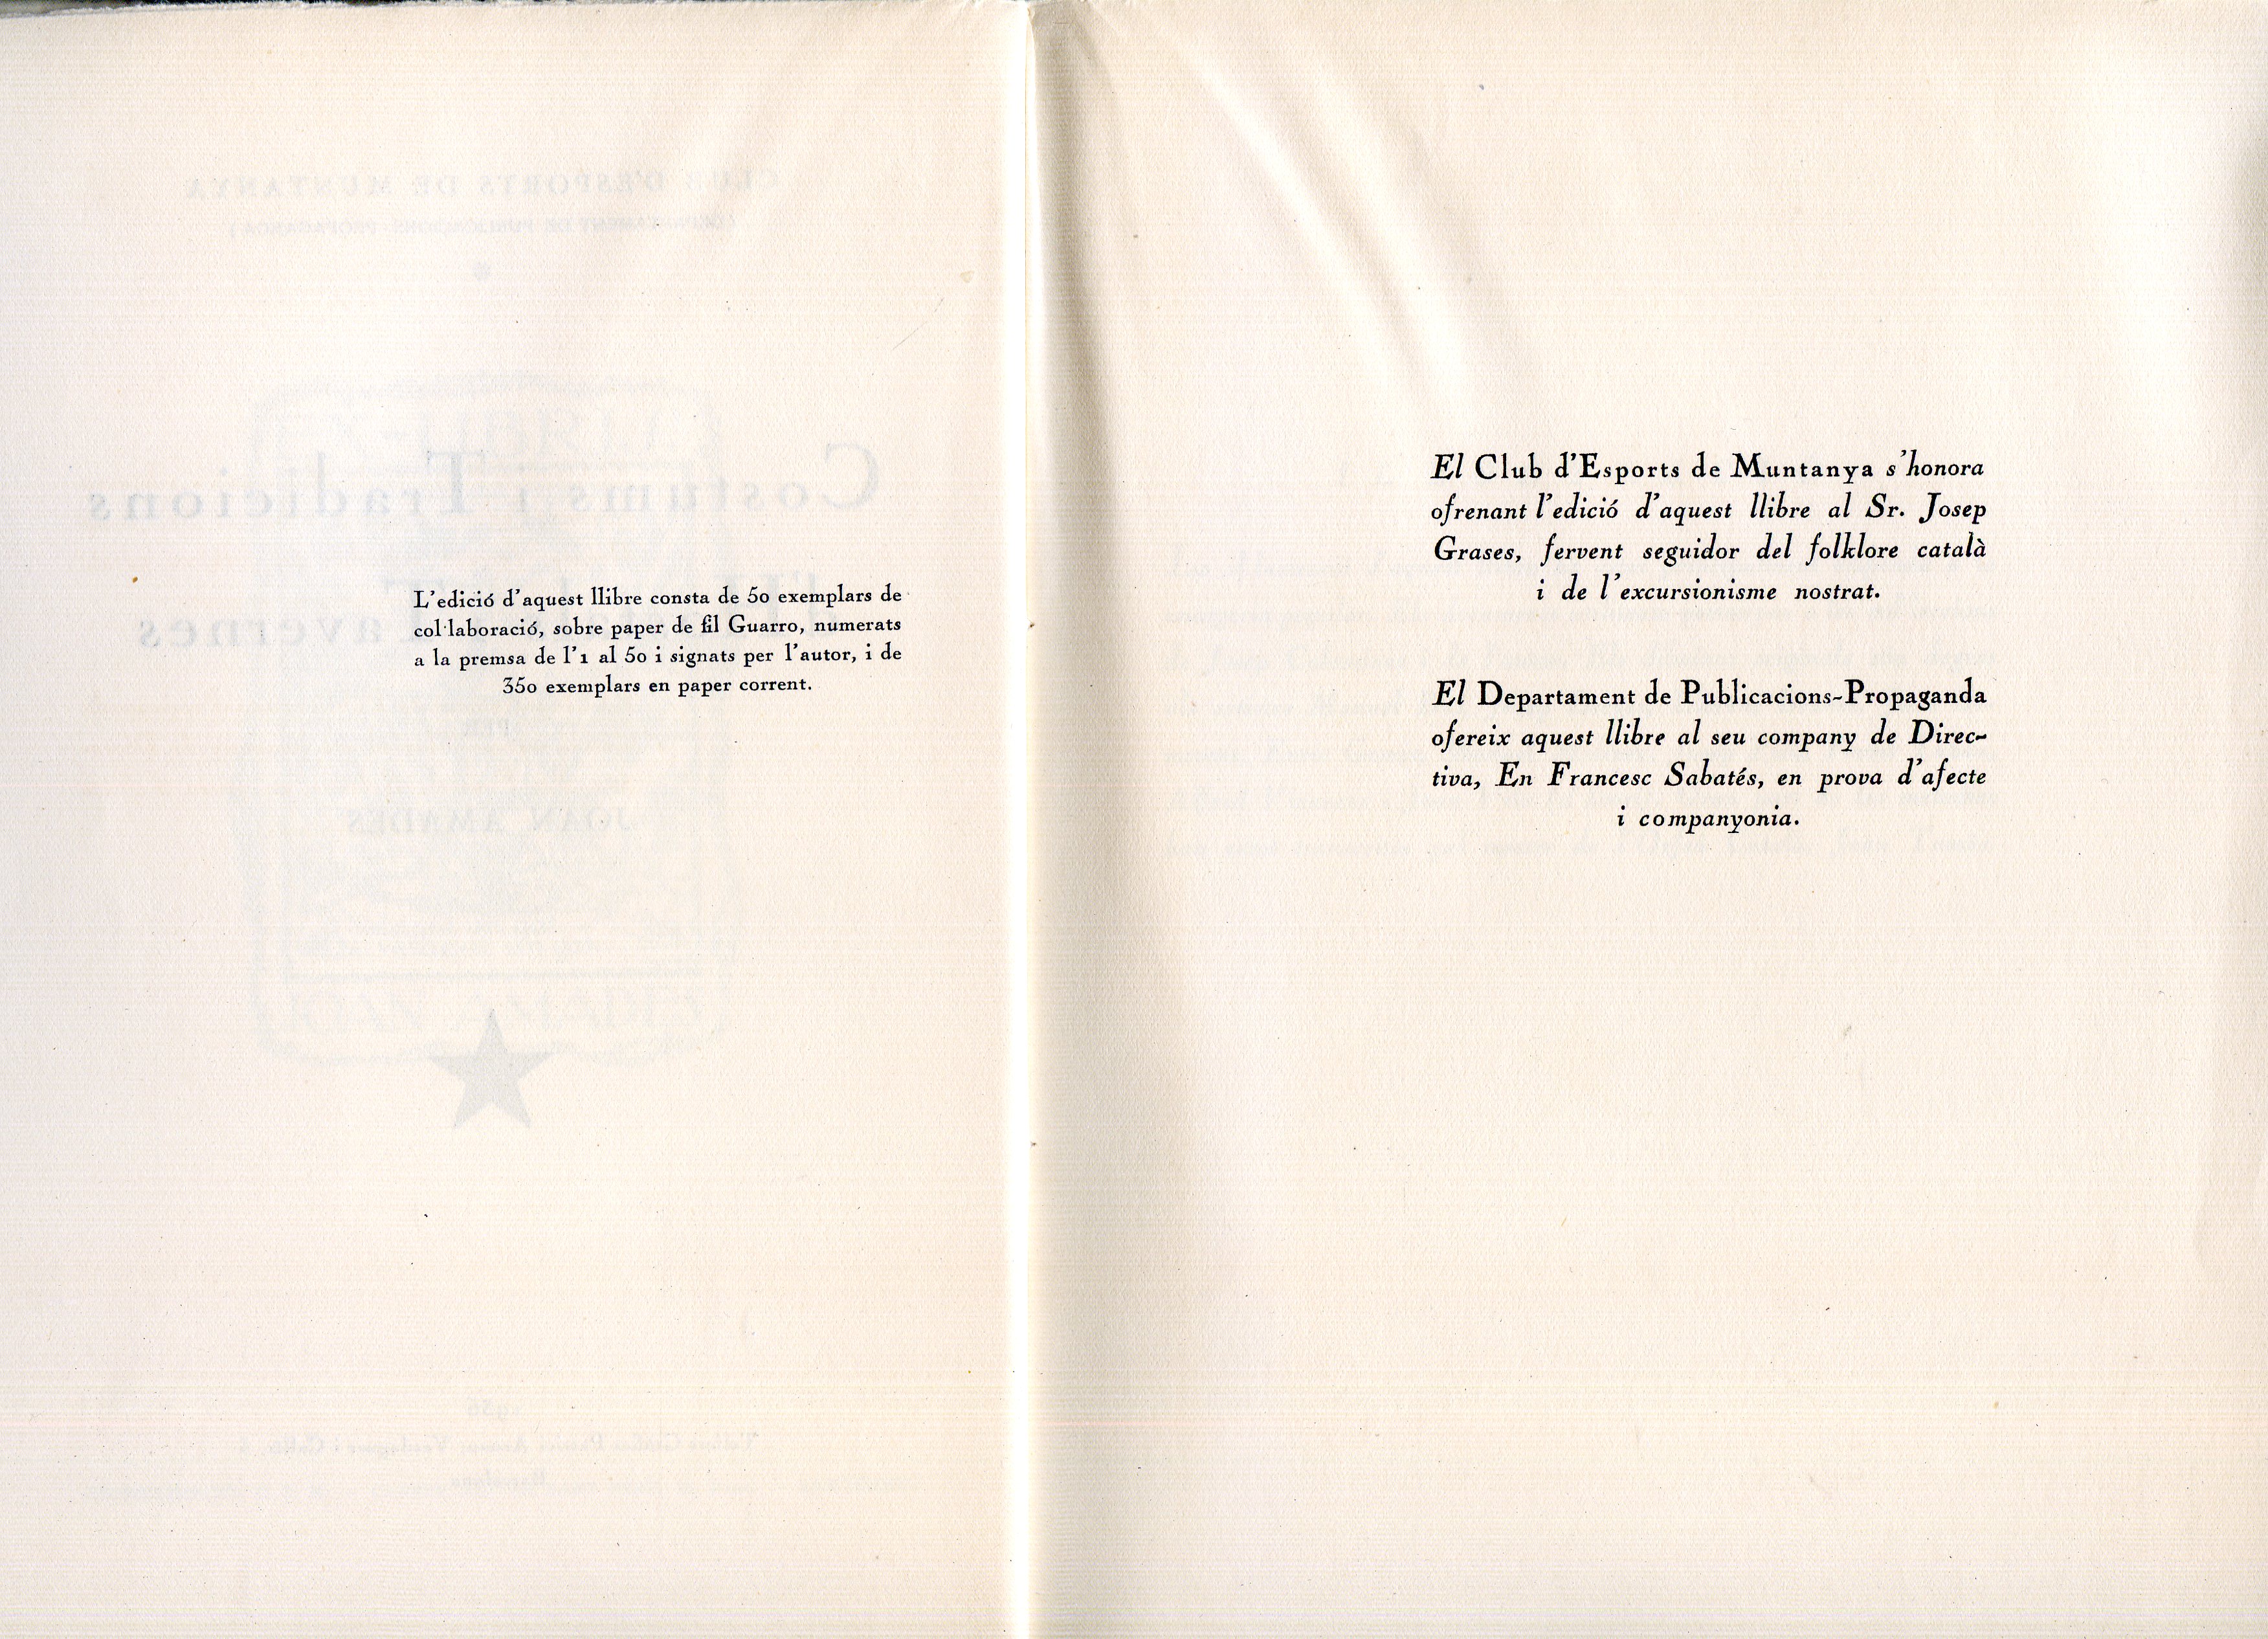 L'edició d'aquest llibre consta de 50 exemplars de
col·laboració, sobre paper de fil Guarro, numerats
a la premsa de l'1 al 50 i signats per l'autor, i de
350 exemplars en paper corrent.
El Club d'Esports de Muntanya s'honora
ofrenant l'edició d'aquest llibre al Sr. Josep
Grases, fervent seguidor del folklore català
i de l'excursionisme nostrat.
El Departament de Publicacions-Propaganda
ofereix aquest llibre al seu company de Direc-
tiva, En Francesc Sabatés, en prova d'afecte
i companyonia.